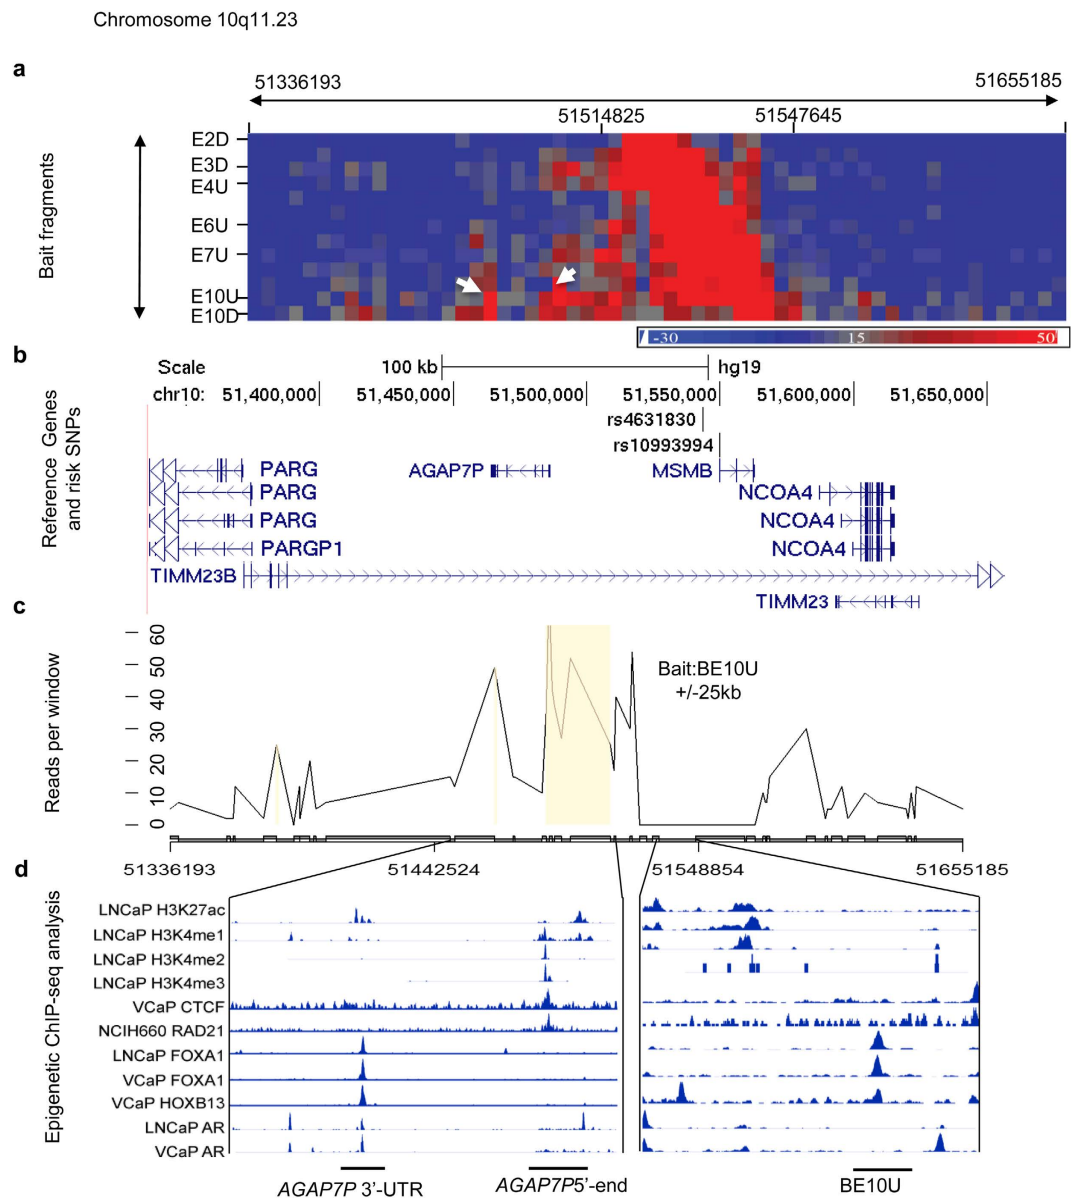 Chromosome 10q11.23
a
51336193 51655185
51514825 51547645
Bait fragments
E2D
E3D
E4U
E6U
E7U
E10U
E10D
-30 15 50
b
Reference Genes
and risk SNPs
Scale 100 kb hg19
chr10: 51,400,000 51,450,000 51,500,000 51,550,000 51,600,000 51,650,000
rs4631830
rs10993994
PARG AGAP7P MSMB
PARG NCOA4
PARG NCOA4
PARGP1 NCOA4
TIMM23B
TIMM23
c
Reads per window
60
50
40
30
20
10
0
Bait:BE10U
+/-25kb
51336193 51442524 51548854 51655185
d
Epigenetic ChIP-seq analysis
LNCaP H3K27ac
LNCaP H3K4me1
LNCaP H3K4me2
LNCaP H3K4me3
VCaP CTCF
NCIH660 RAD21
LNCaP FOXA1
VCaP FOXA1
VCaP HOXB13
LNCaP AR
VCaP AR
AGAP7P 3’-UTR AGAP7P5’-end BE10U